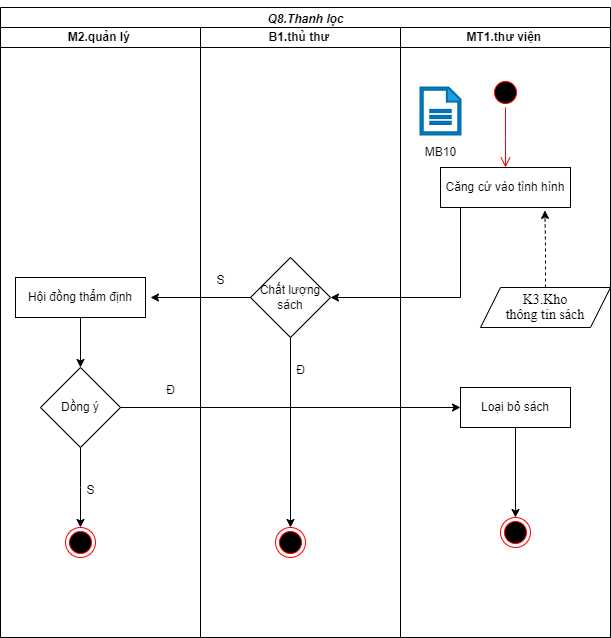 Q8.Thanh lọc
M2.quản lý
B1.thủ thư
MT1.thư viện
MB10
Căng cứ vào tình hình
K3.Kho
thông tin sách
Chất lượng
sách
S
Hội đồng thẩm định
Đ
Dồng ý
Đ
Loại bỏ sách
S